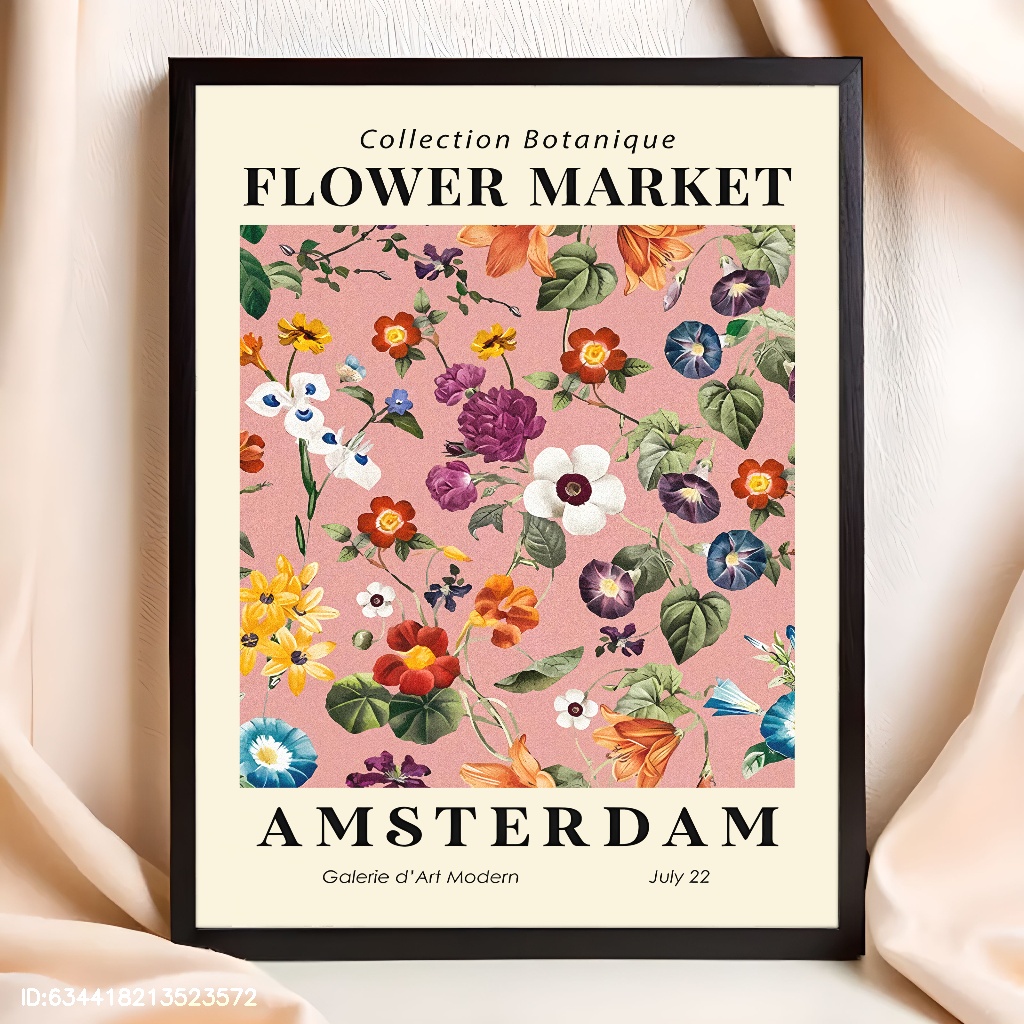 Collection Botanique
FLOWER MARKET
AMSTERDAM
Galerie d'Art Modern July 22
ID:634418213523572